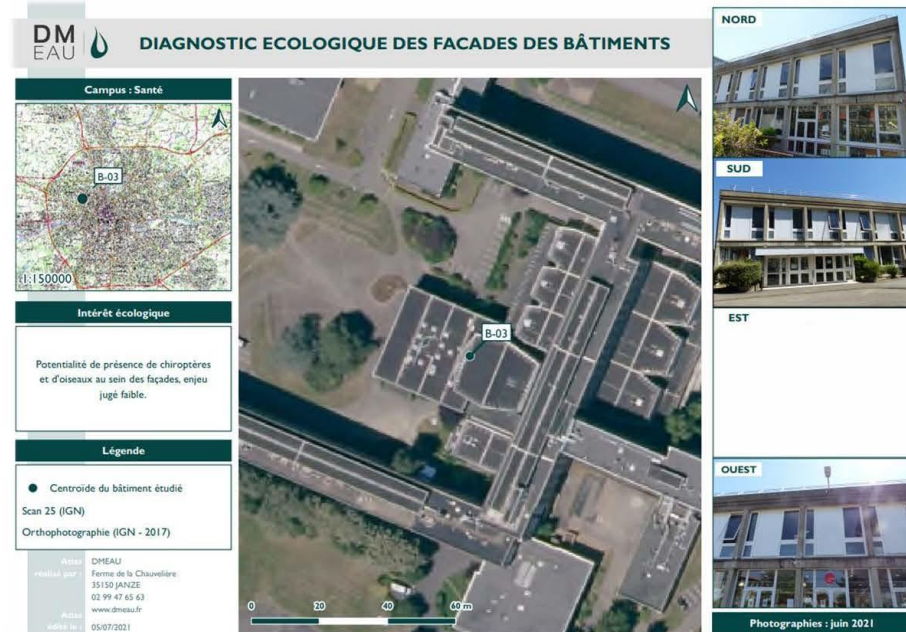 DM
EAU
DIAGNOSTIC ECOLOGIQUE DES FACADES DES BÂTIMENTS
Campus : Santé
B-03
1:150000
Intérêt écologique
Potentialité de présence de chiroptères
et d'oiseaux au sein des façades, enjeu
jugé faible.
Légende
Centroïde du bâtiment étudié
Scan 25 (IGN)
Orthophotographie (IGN - 2017)
Atlas réalisé par :
DMEAU
Ferme de la Chauvelière
35150 JANZE
02 99 47 65 63
www.dmeau.fr
Atlas édité le :
05/07/2021
B-03
0 20 40 60 m
NORD
SUD
EST
OUEST
Photographies : juin 2021